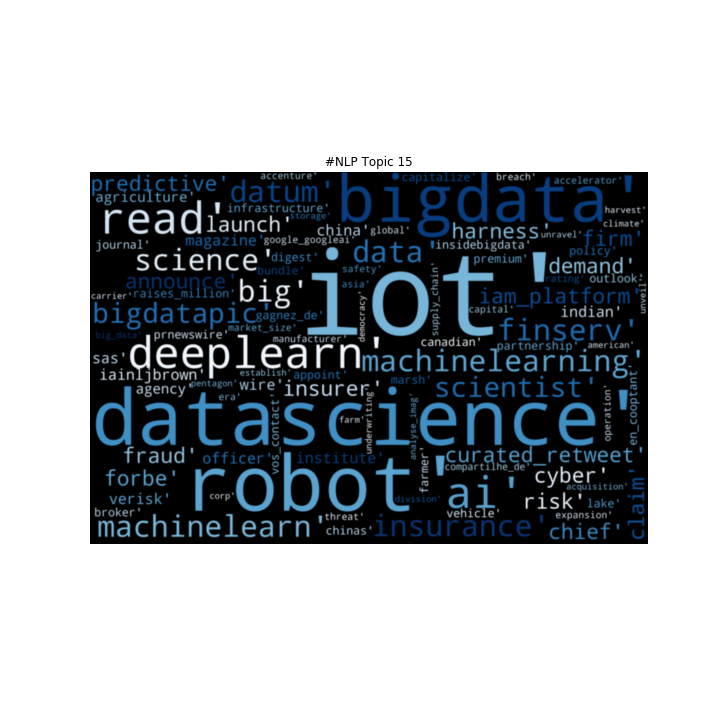 #NLP Topic 15
accenture'
capitalize'
breach'
accelerator'
predictive'
datum'
bigdata'
agriculture'
infrastructure'
storage'
harvest'
read'
launch'
china'
global'
harness'
climate'
journal'
magazine'
google_googleai'
data'
insidebigdata'
unravel'
firm'
policy'
science'
digest'
iot'
premium'
demand'
announce'
bundle'
safety'
asia'
rating'
outlook'
carrier'
raises_million'
big'
democracy'
supply_chain'
iam_platform'
unveil'
bigdatapic'
gagnez_de'
capital'
indian'
market_size'
finserv'
big_data'
prnewswire'
manufacturer'
canadian'
partnership'
american'
sas'
deeplearn'
machinelearning'
iainljbrown'
establish'
appoint'
agency'
pentagon'
wire'
insurer'
marsh'
scientist'
en_cooptant'
era'
datascience'
vos_contact'
farm'
underwriting'
analyse_imag'
operation'
fraud'
officer'
institute'
farmer'
curated_retweet'
compartilhe_de'
forbe'
robot'
ai'
cyber'
verisk'
corp'
division'
risk'
acquisition'
lake'
claim'
broker'
threat'
vehicle'
expansion'
machinelearn'
chinas'
insurance'
chief'